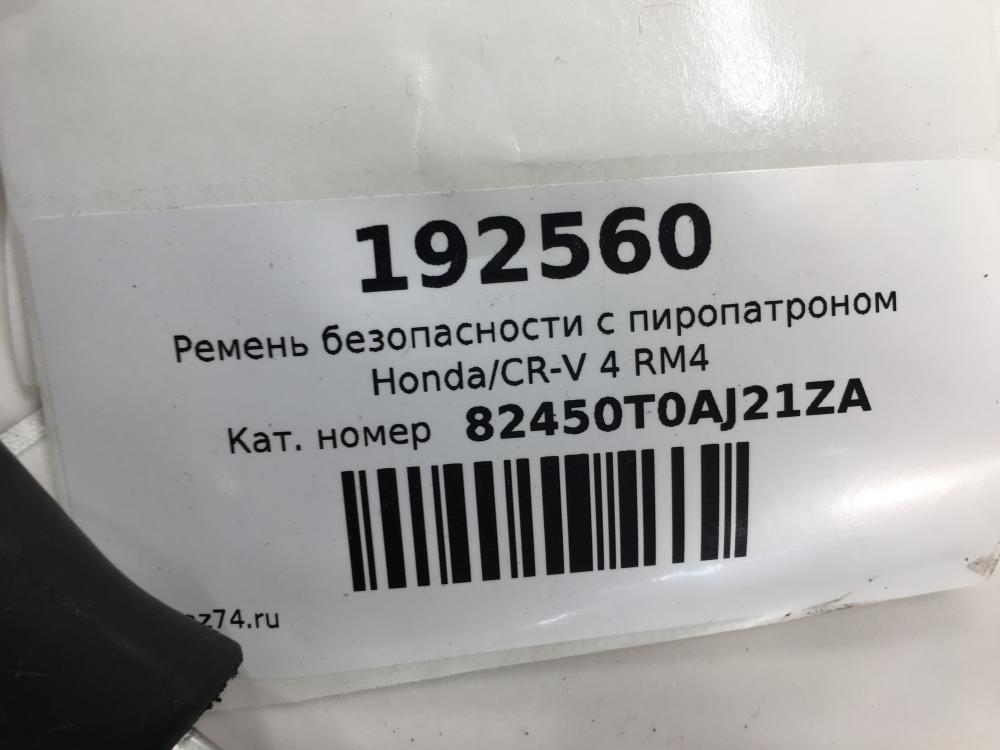 192560
Ремень безопасности с пиропатроном
Honda/CR-V 4 RM4
Кат. номер 82450T0AJ21ZA